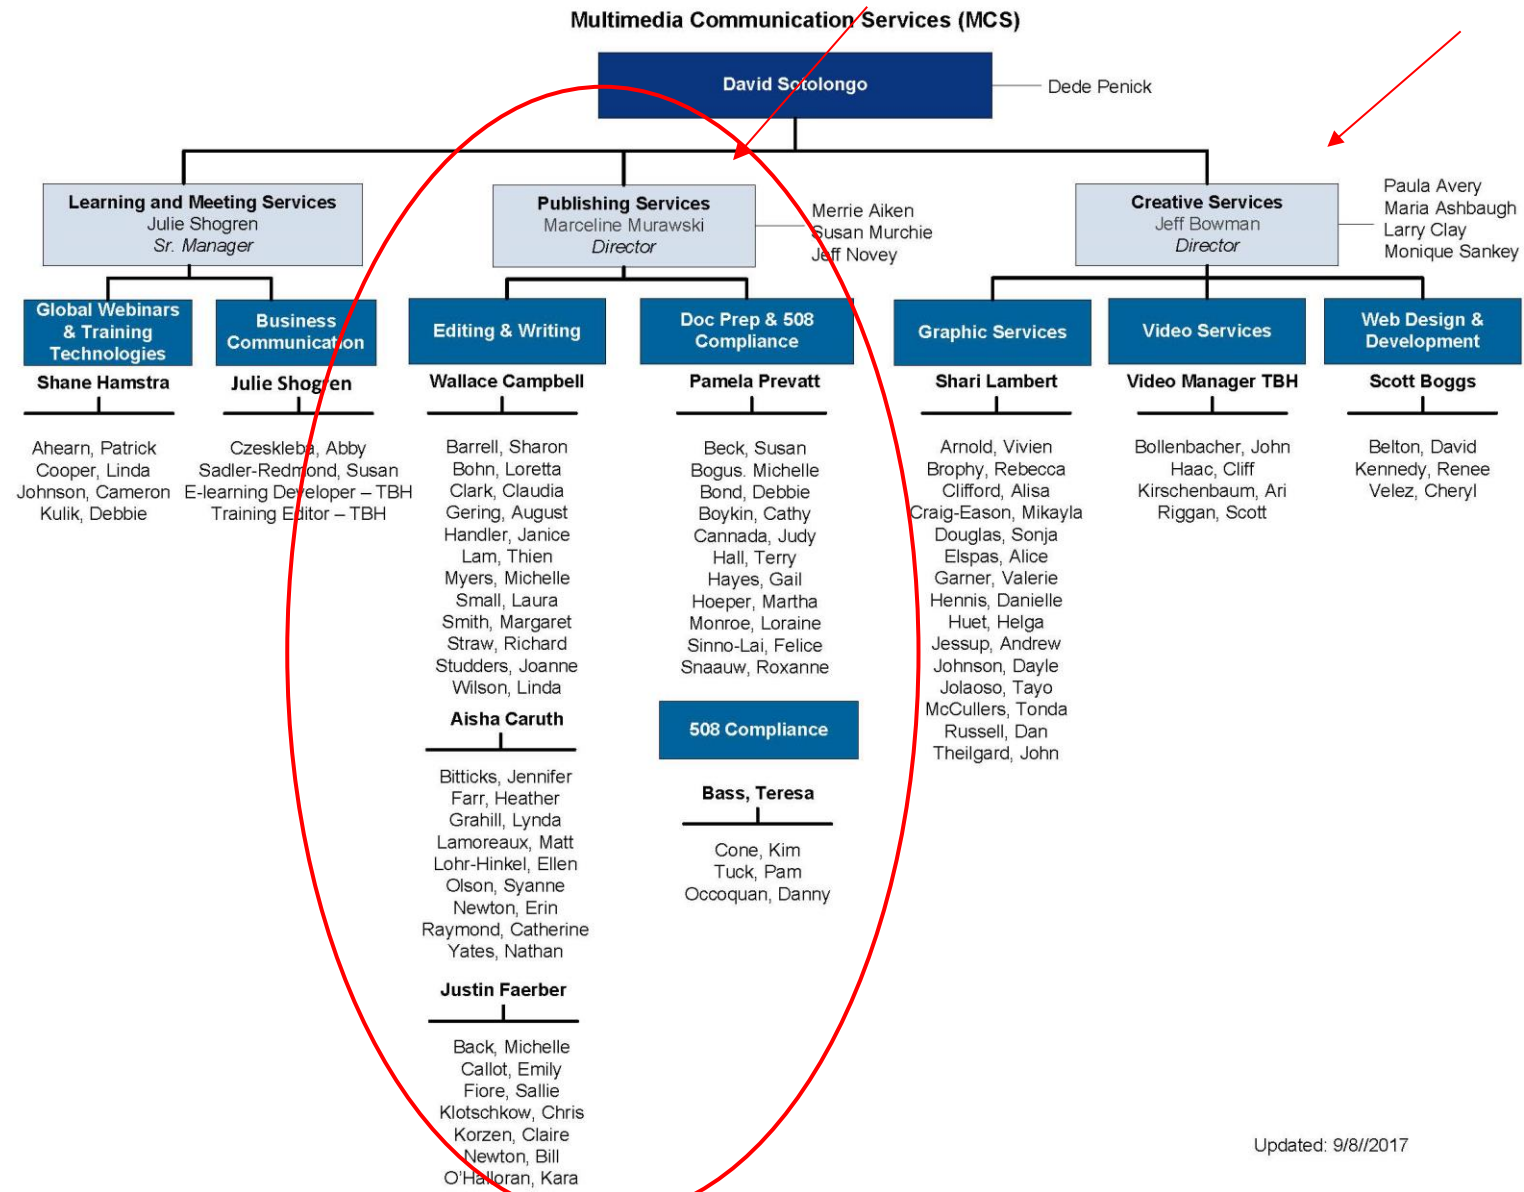 Multimedia Communication Services (MCS)
David Sotolongo
Dede Penick
Learning and Meeting Services
Julie Shogren
Sr. Manager
Global Webinars
& Training
Technologies
Shane Hamstra
Ahearn, Patrick
Cooper, Linda
Johnson, Cameron
Kulik, Debbie
Business
Communication
Julie Shogren
Czeskleba, Abby
Sadler-Redmond, Susan
E-learning Developer – TBH
Training Editor – TBH
Publishing Services
Marceline Murawski
Director
Merrie Aiken
Susan Murchie
Jeff Novey
Editing & Writing
Wallace Campbell
Barrell, Sharon
Bohn, Loretta
Clark, Claudia
Gering, August
Handler, Janice
Lam, Thien
Myers, Michelle
Small, Laura
Smith, Margaret
Straw, Richard
Studders, Joanne
Wilson, Linda
Aisha Caruth
Bitticks, Jennifer
Farr, Heather
Grahill, Lynda
Lamoreaux, Matt
Lohr-Hinkel, Ellen
Olson, Syanne
Newton, Erin
Raymond, Catherine
Yates, Nathan
Justin Faerber
Back, Michelle
Callot, Emily
Fiore, Sallie
Klotschkow, Chris
Korzen, Claire
Newton, Bill
O'Halloran, Kara
Doc Prep & 508
Compliance
Pamela Prevatt
Beck, Susan
Bogus. Michelle
Bond, Debbie
Boykin, Cathy
Cannada, Judy
Hall, Terry
Hayes, Gail
Hoeper, Martha
Monroe, Loraine
Sinno-Lai, Felice
Snaauw, Roxanne
508 Compliance
Bass, Teresa
Cone, Kim
Tuck, Pam
Occoquan, Danny
Creative Services
Jeff Bowman
Director
Paula Avery
Maria Ashbaugh
Larry Clay
Monique Sankey
Graphic Services
Shari Lambert
Arnold, Vivien
Brophy, Rebecca
Clifford, Alisa
Craig-Eason, Mikayla
Douglas, Sonja
Elspas, Alice
Garner, Valerie
Hennis, Danielle
Huet, Helga
Jessup, Andrew
Johnson, Dayle
Jolaoso, Tayo
McCullers, Tonda
Russell, Dan
Theilgard, John
Video Services
Video Manager TBH
Bollenbacher, John
Haac, Cliff
Kirschenbaum, Ari
Riggan, Scott
Web Design &
Development
Scott Boggs
Belton, David
Kennedy, Renee
Velez, Cheryl
Updated: 9/8//2017